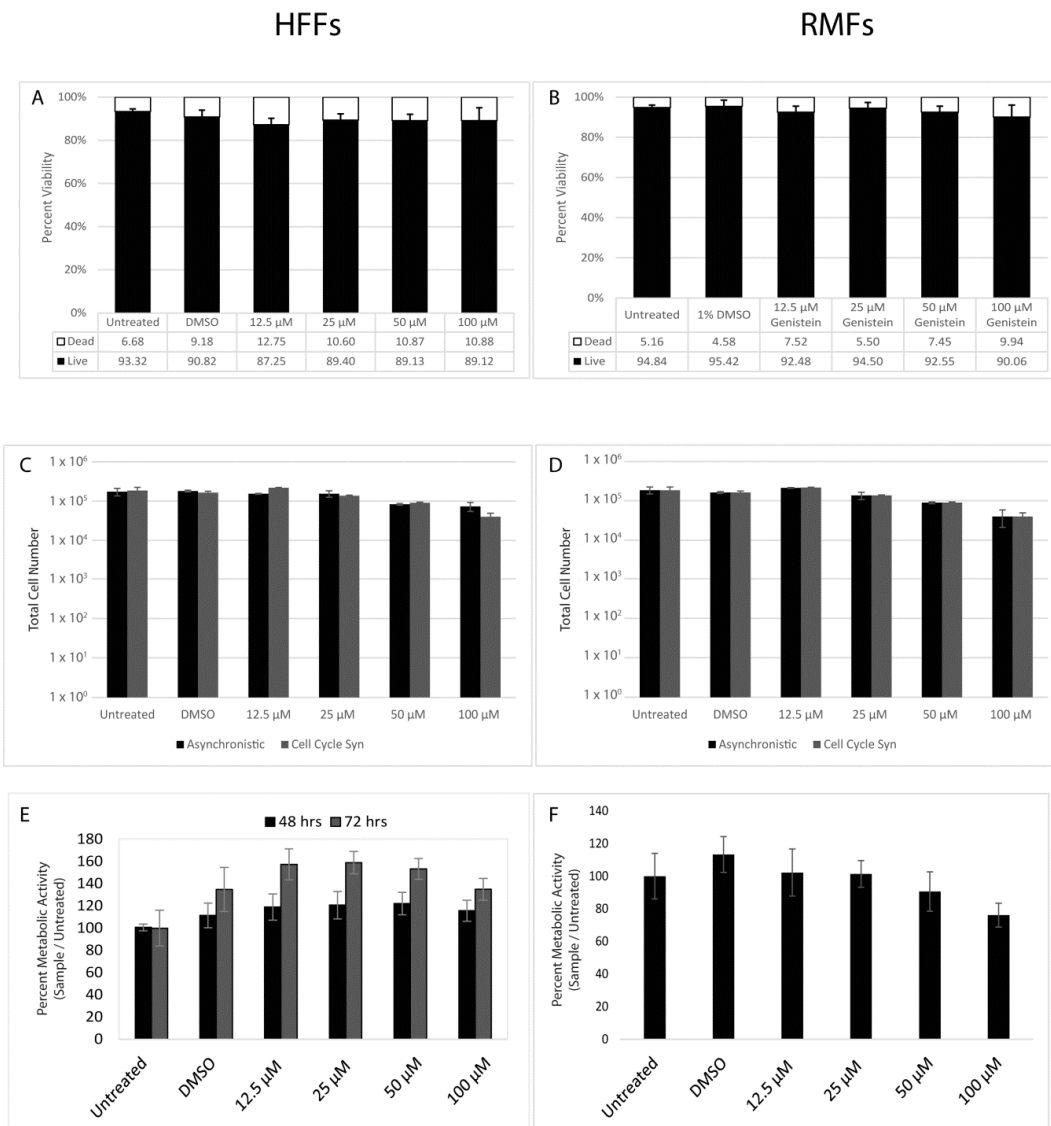 HFFs
RMFs
A
100%
80%
60%
40%
20%
0%
Percent Viability
Untreated DMSO 12.5 µM 25 µM 50 µM 100 µM
Dead 6.68 9.18 12.75 10.60 10.87 10.88
Live 93.32 90.82 87.25 89.40 89.13 89.12
B
100%
80%
60%
40%
20%
0%
Percent Viability
Untreated 1% DMSO 12.5 µM Genistein 25 µM Genistein 50 µM Genistein 100 µM Genistein
Dead 5.16 4.58 7.52 5.50 7.45 9.94
Live 94.84 95.42 92.48 94.50 92.55 90.06
C
1 x 10⁶
1 x 10⁵
1 x 10⁴
1 x 10³
1 x 10²
1 x 10¹
1 x 10⁰
Total Cell Number
Untreated DMSO 12.5 µM 25 µM 50 µM 100 µM
Asynchronistic Cell Cycle Syn
D
1 x 10⁶
1 x 10⁵
1 x 10⁴
1 x 10³
1 x 10²
1 x 10¹
1 x 10⁰
Total Cell Number
Untreated DMSO 12.5 µM 25 µM 50 µM 100 µM
Asynchronistic Cell Cycle Syn
E
48 hrs 72 hrs
180
160
140
120
100
80
60
40
20
0
Percent Metabolic Activity
(Sample / Untreated)
Untreated DMSO 12.5 µM 25 µM 50 µM 100 µM
F
140
120
100
80
60
40
20
0
Percent Metabolic Activity
(Sample / Untreated)
Untreated DMSO 12.5 µM 25 µM 50 µM 100 µM